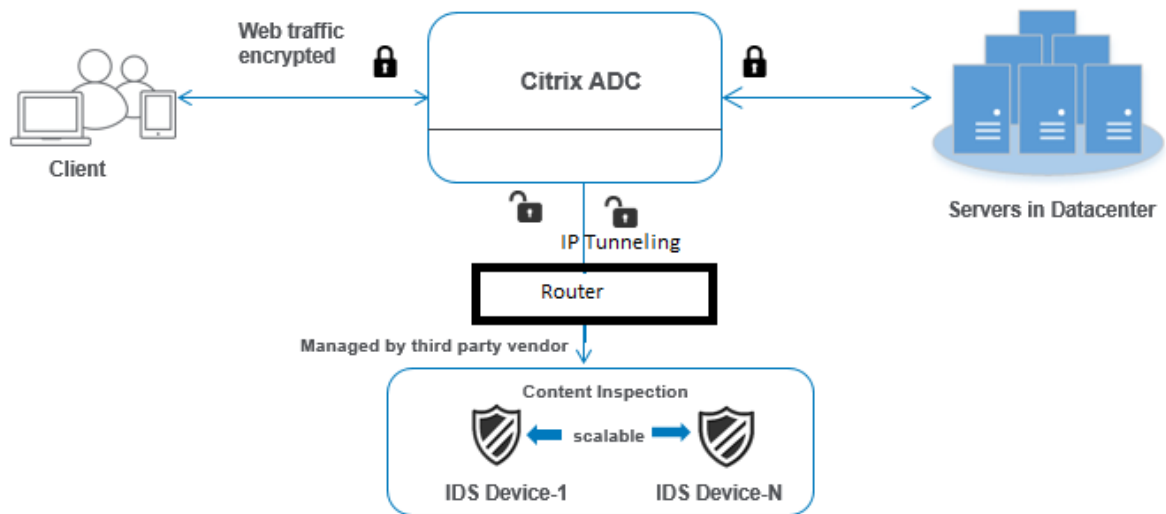 Web traffic
encrypted
Citrix ADC
Client
Servers in Datacenter
IP Tunneling
Router
Managed by third party vendor
Content Inspection
scalable
IDS Device-1
IDS Device-N